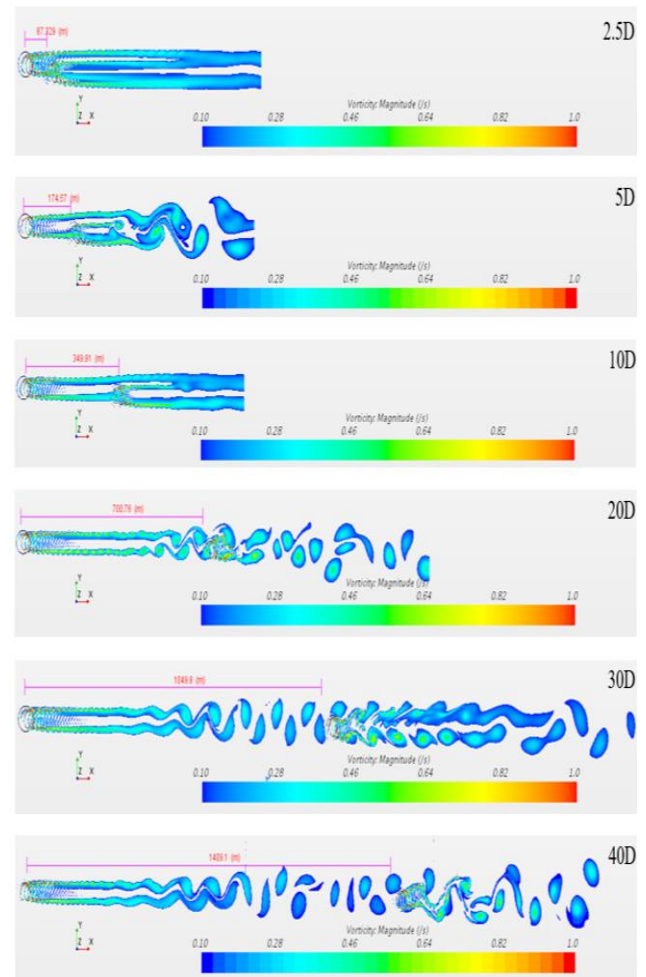 87.329 (m)
2.5D
Y
Z X
Vorticity: Magnitude (/s)
0.10 0.28 0.46 0.64 0.82 1.0
174.57 (m)
5D
Y
Z X
Vorticity: Magnitude (/s)
0.10 0.28 0.46 0.64 0.82 1.0
349.91 (m)
10D
Y
Z X
Vorticity: Magnitude (/s)
0.10 0.28 0.46 0.64 0.82 1.0
700.78 (m)
20D
Y
Z X
Vorticity: Magnitude (/s)
0.10 0.28 0.46 0.64 0.82 1.0
1049.9 (m)
30D
Y
Z X
Vorticity: Magnitude (/s)
0.10 0.28 0.46 0.64 0.82 1.0
1409.1 (m)
40D
Y
Z X
Vorticity: Magnitude (/s)
0.10 0.28 0.46 0.64 0.82 1.0